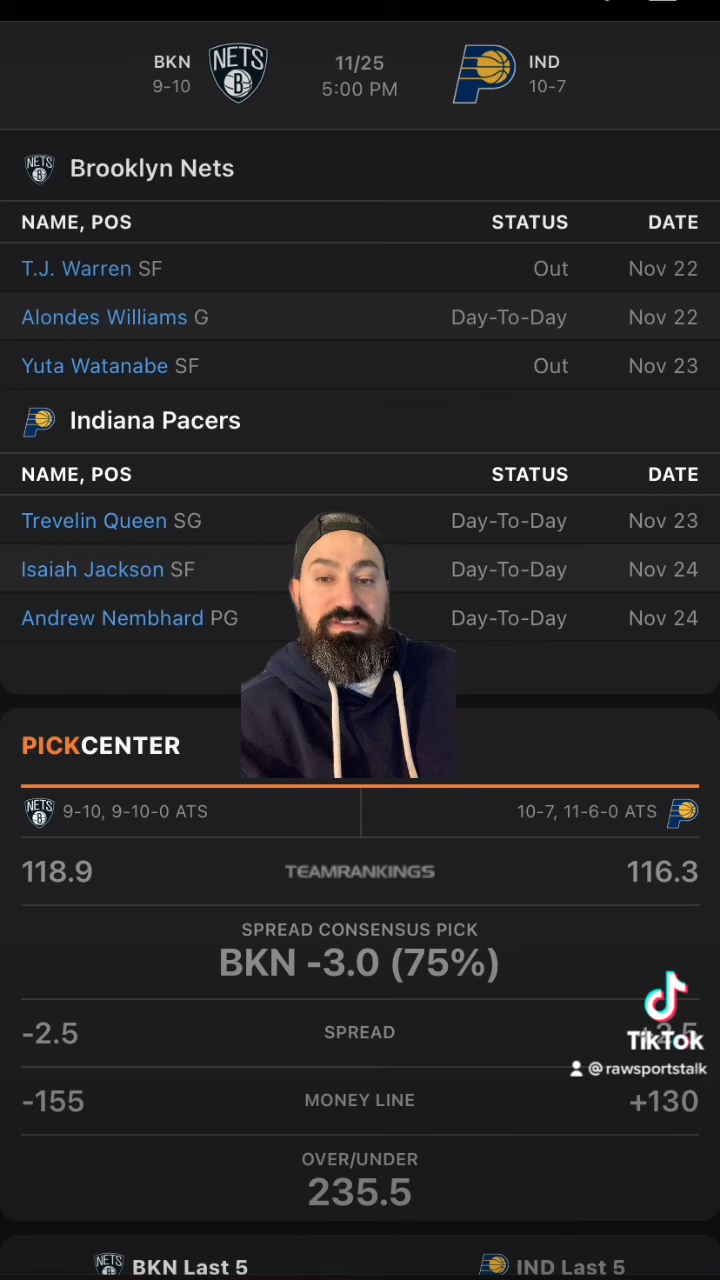 BKN
9-10
NETS
B
11/25
5:00 PM
IND
10-7
NETS
B
Brooklyn Nets
NAME, POS STATUS DATE
T.J. Warren SF Out Nov 22
Alondes Williams G Day-To-Day Nov 22
Yuta Watanabe SF Out Nov 23
Indiana Pacers
NAME, POS STATUS DATE
Trevelin Queen SG Day-To-Day Nov 23
Isaiah Jackson SF Day-To-Day Nov 24
Andrew Nembhard PG Day-To-Day Nov 24
PICKCENTER
NETS
B
9-10, 9-10-0 ATS 10-7, 11-6-0 ATS
118.9 TEAMRANKINGS 116.3
SPREAD CONSENSUS PICK
BKN -3.0 (75%)
-2.5 SPREAD
TikTok
@rawsportstalk
-155 MONEY LINE +130
OVER/UNDER
235.5
NETS
BKN Last 5 IND Last 5